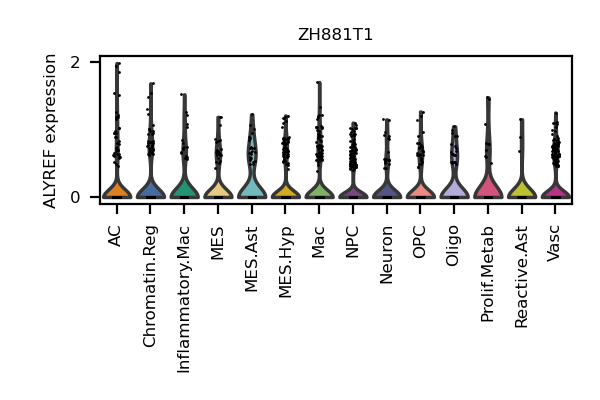 ZH881T1
ALYREF expression
2
0
AC
Chromatin.Reg
Inflammatory.Mac
MES
MES.Ast
MES.Hyp
Mac
NPC
Neuron
OPC
Oligo
Prolif.Metab
Reactive.Ast
Vasc